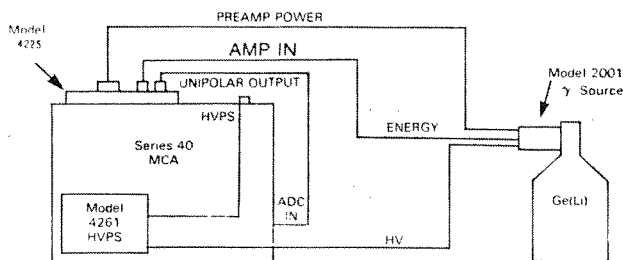 PREAMP POWER
Model
4225
AMP IN
UNIPOLAR OUTPUT
Model 2001
γ Source
HVPS
ENERGY
Series 40
MCA
Ge(Li)
Model
4261
HVPS
ADC
IN
HV